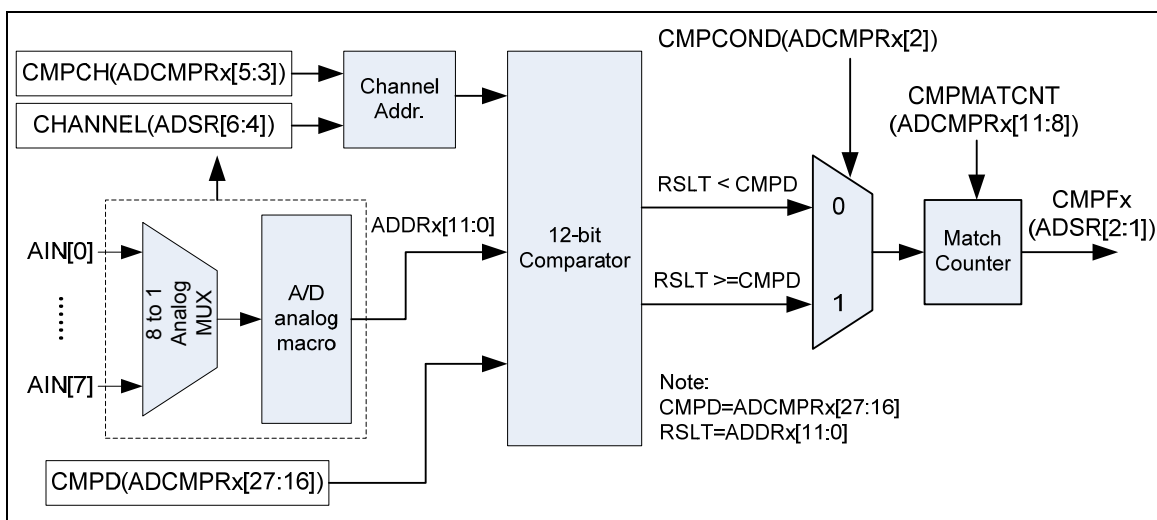 CMPCH(ADCMPRx[5:3])
CHANNEL(ADSR[6:4])
Channel
Addr.
CMPCOND(ADCMPRx[2])
CMPMATCNT
(ADCMPRx[11:8])
AIN[0]
......
AIN[7]
8 to 1
Analog
MUX
A/D
analog
macro
ADDRx[11:0]
12-bit
Comparator
RSLT < CMPD
RSLT >=CMPD
0
1
Match
Counter
CMPFx
(ADSR[2:1])
Note:
CMPD=ADCMPRx[27:16]
RSLT=ADDRx[11:0]
CMPD(ADCMPRx[27:16])